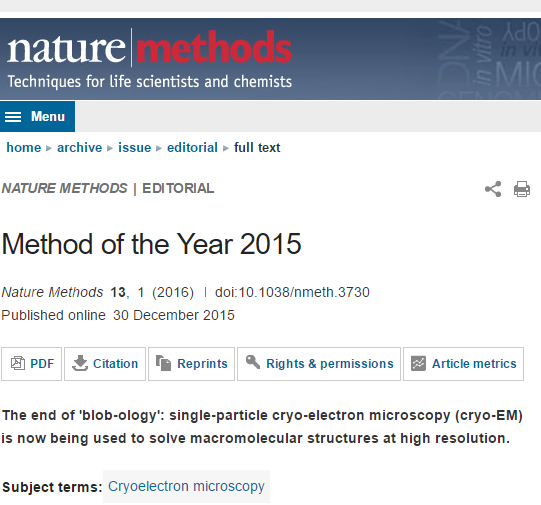 nature methods
Techniques for life scientists and chemists
DNA
in vitro
in vi
MIC
Menu
home ▸ archive ▸ issue ▸ editorial ▸ full text
NATURE METHODS | EDITORIAL
Method of the Year 2015
Nature Methods 13, 1 (2016) | doi:10.1038/nmeth.3730
Published online 30 December 2015
PDF Citation Reprints Rights & permissions Article metrics
The end of 'blob-ology': single-particle cryo-electron microscopy (cryo-EM)
is now being used to solve macromolecular structures at high resolution.
Subject terms: Cryoelectron microscopy